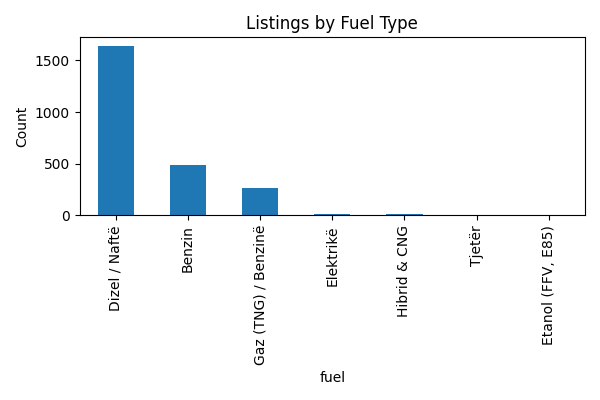 Listings by Fuel Type
Count
1500
1000
500
0
Dizel / Naftë
Benzin
Gaz (TNG) / Benzinë
Elektrikë
Hibrid & CNG
Tjetër
Etanol (FFV, E85)
fuel